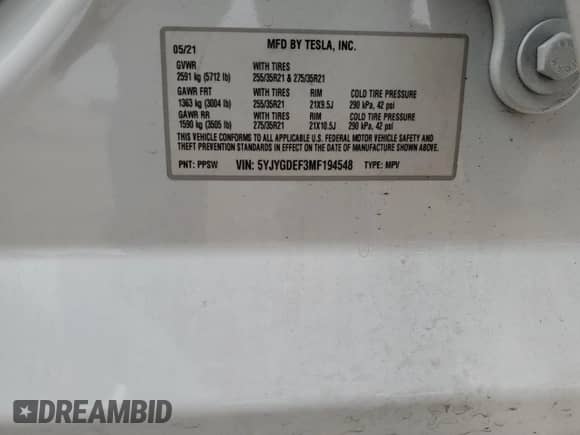 05/21 MFD BY TESLA, INC.
GVWR WITH TIRES
2591 kg (5712 lb) 255/35R21 & 275/35R21
GAWR FRT WITH TIRES RIM COLD TIRE PRESSURE
1363 kg (3004 lb) 255/35R21 21X9.5J 290 kPa, 42 psi
GAWR RR WITH TIRES RIM COLD TIRE PRESSURE
1590 kg (3505 lb) 275/35R21 21X10.5J 290 kPa, 42 psi
THIS VEHICLE CONFORMS TO ALL APPLICABLE U.S. FEDERAL MOTOR VEHICLE SAFETY AND
THEFT PREVENTION STANDARDS IN EFFECT ON THE DATE OF MANUFACTURE SHOWN ABOVE.
PNT: PPSW VIN: 5YJYGDEF3MF194548 TYPE: MPV
DREAMBID